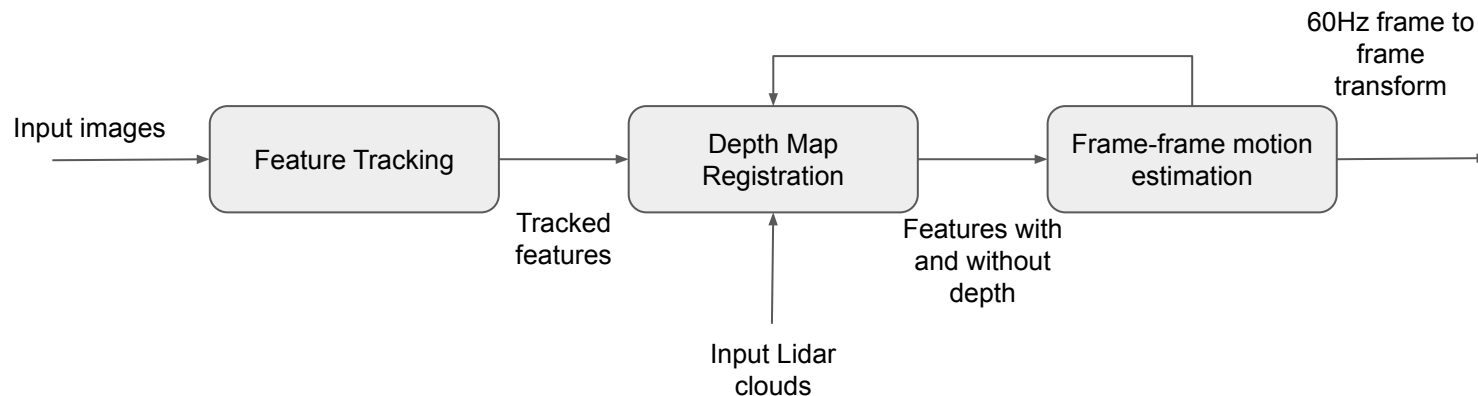 60Hz frame to
frame
transform
Input images
Feature Tracking
Depth Map
Registration
Frame-frame motion
estimation
Tracked
features
Features with
and without
depth
Input Lidar
clouds